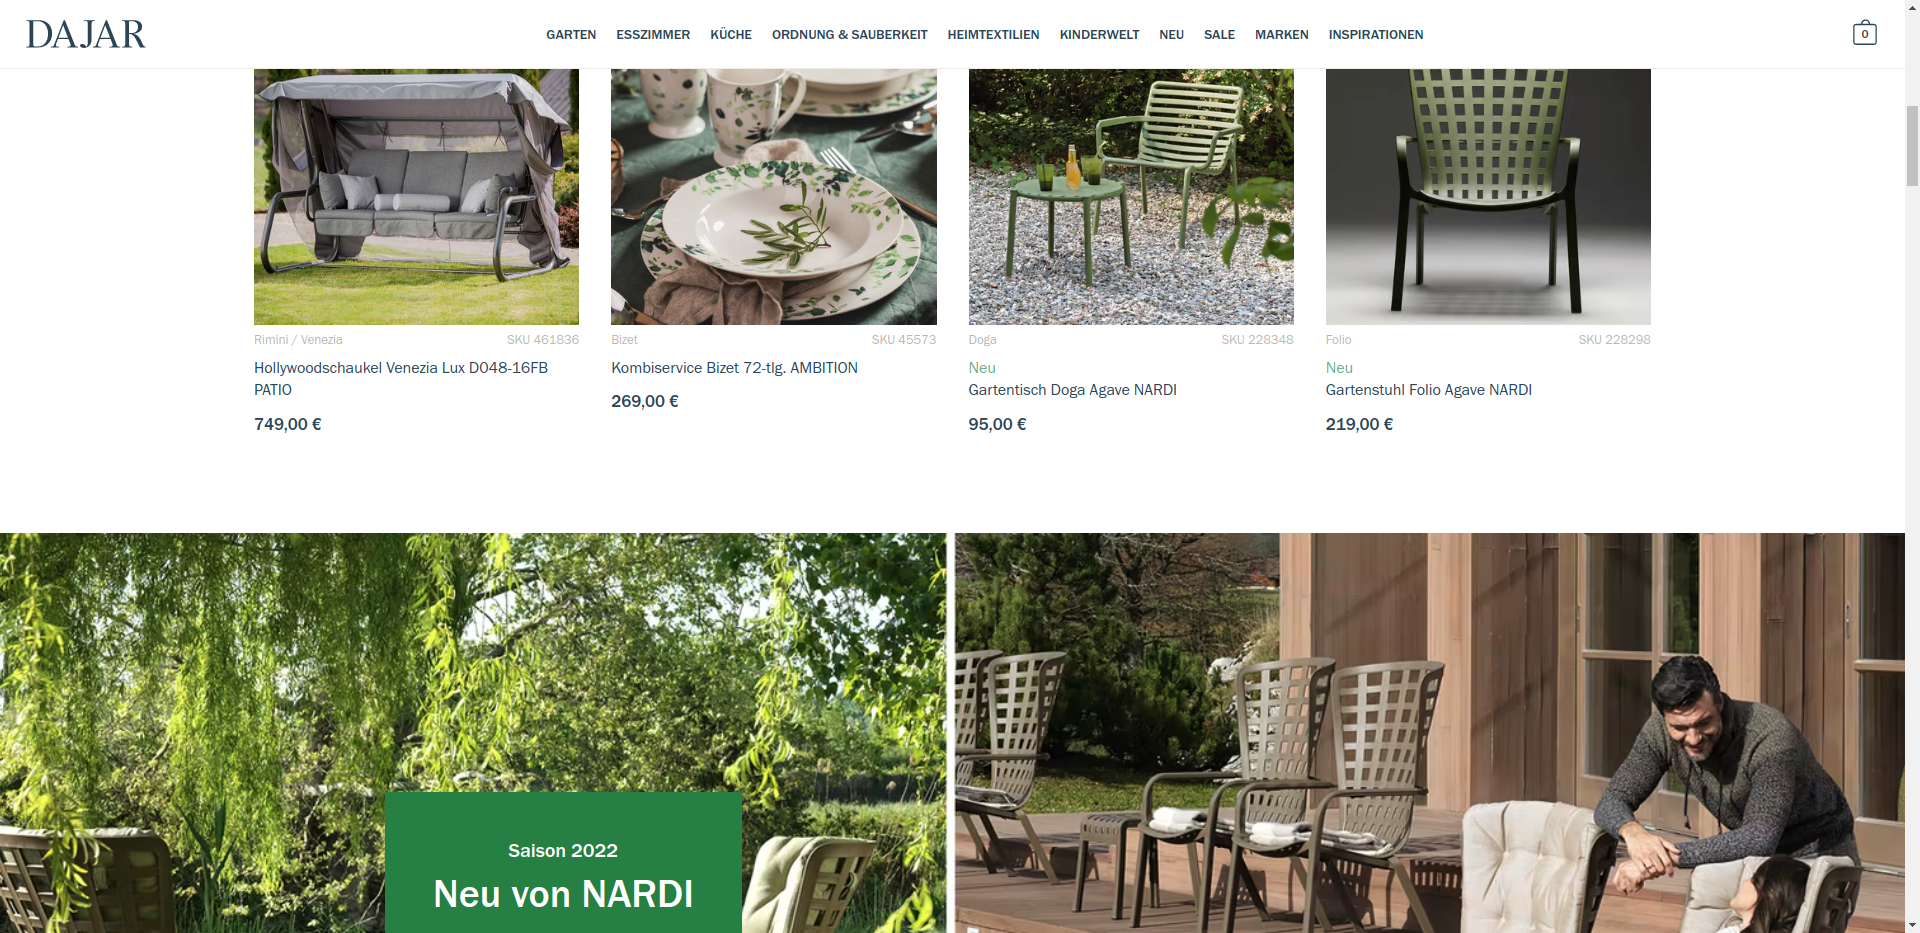 DAJAR
GARTEN ESSZIMMER KÜCHE ORDNUNG & SAUBERKEIT HEIMTEXTILIEN KINDERWELT NEU SALE MARKEN INSPIRATIONEN
0
Rimini / Venezia SKU 461836
Hollywoodschaukel Venezia Lux D048-16FB
PATIO
749,00 €
Bizet SKU 45573
Kombiservice Bizet 72-tlg. AMBITION
269,00 €
Doga SKU 228348
Neu
Gartentisch Doga Agave NARDI
95,00 €
Folio SKU 228298
Neu
Gartenstuhl Folio Agave NARDI
219,00 €
Saison 2022
Neu von NARDI